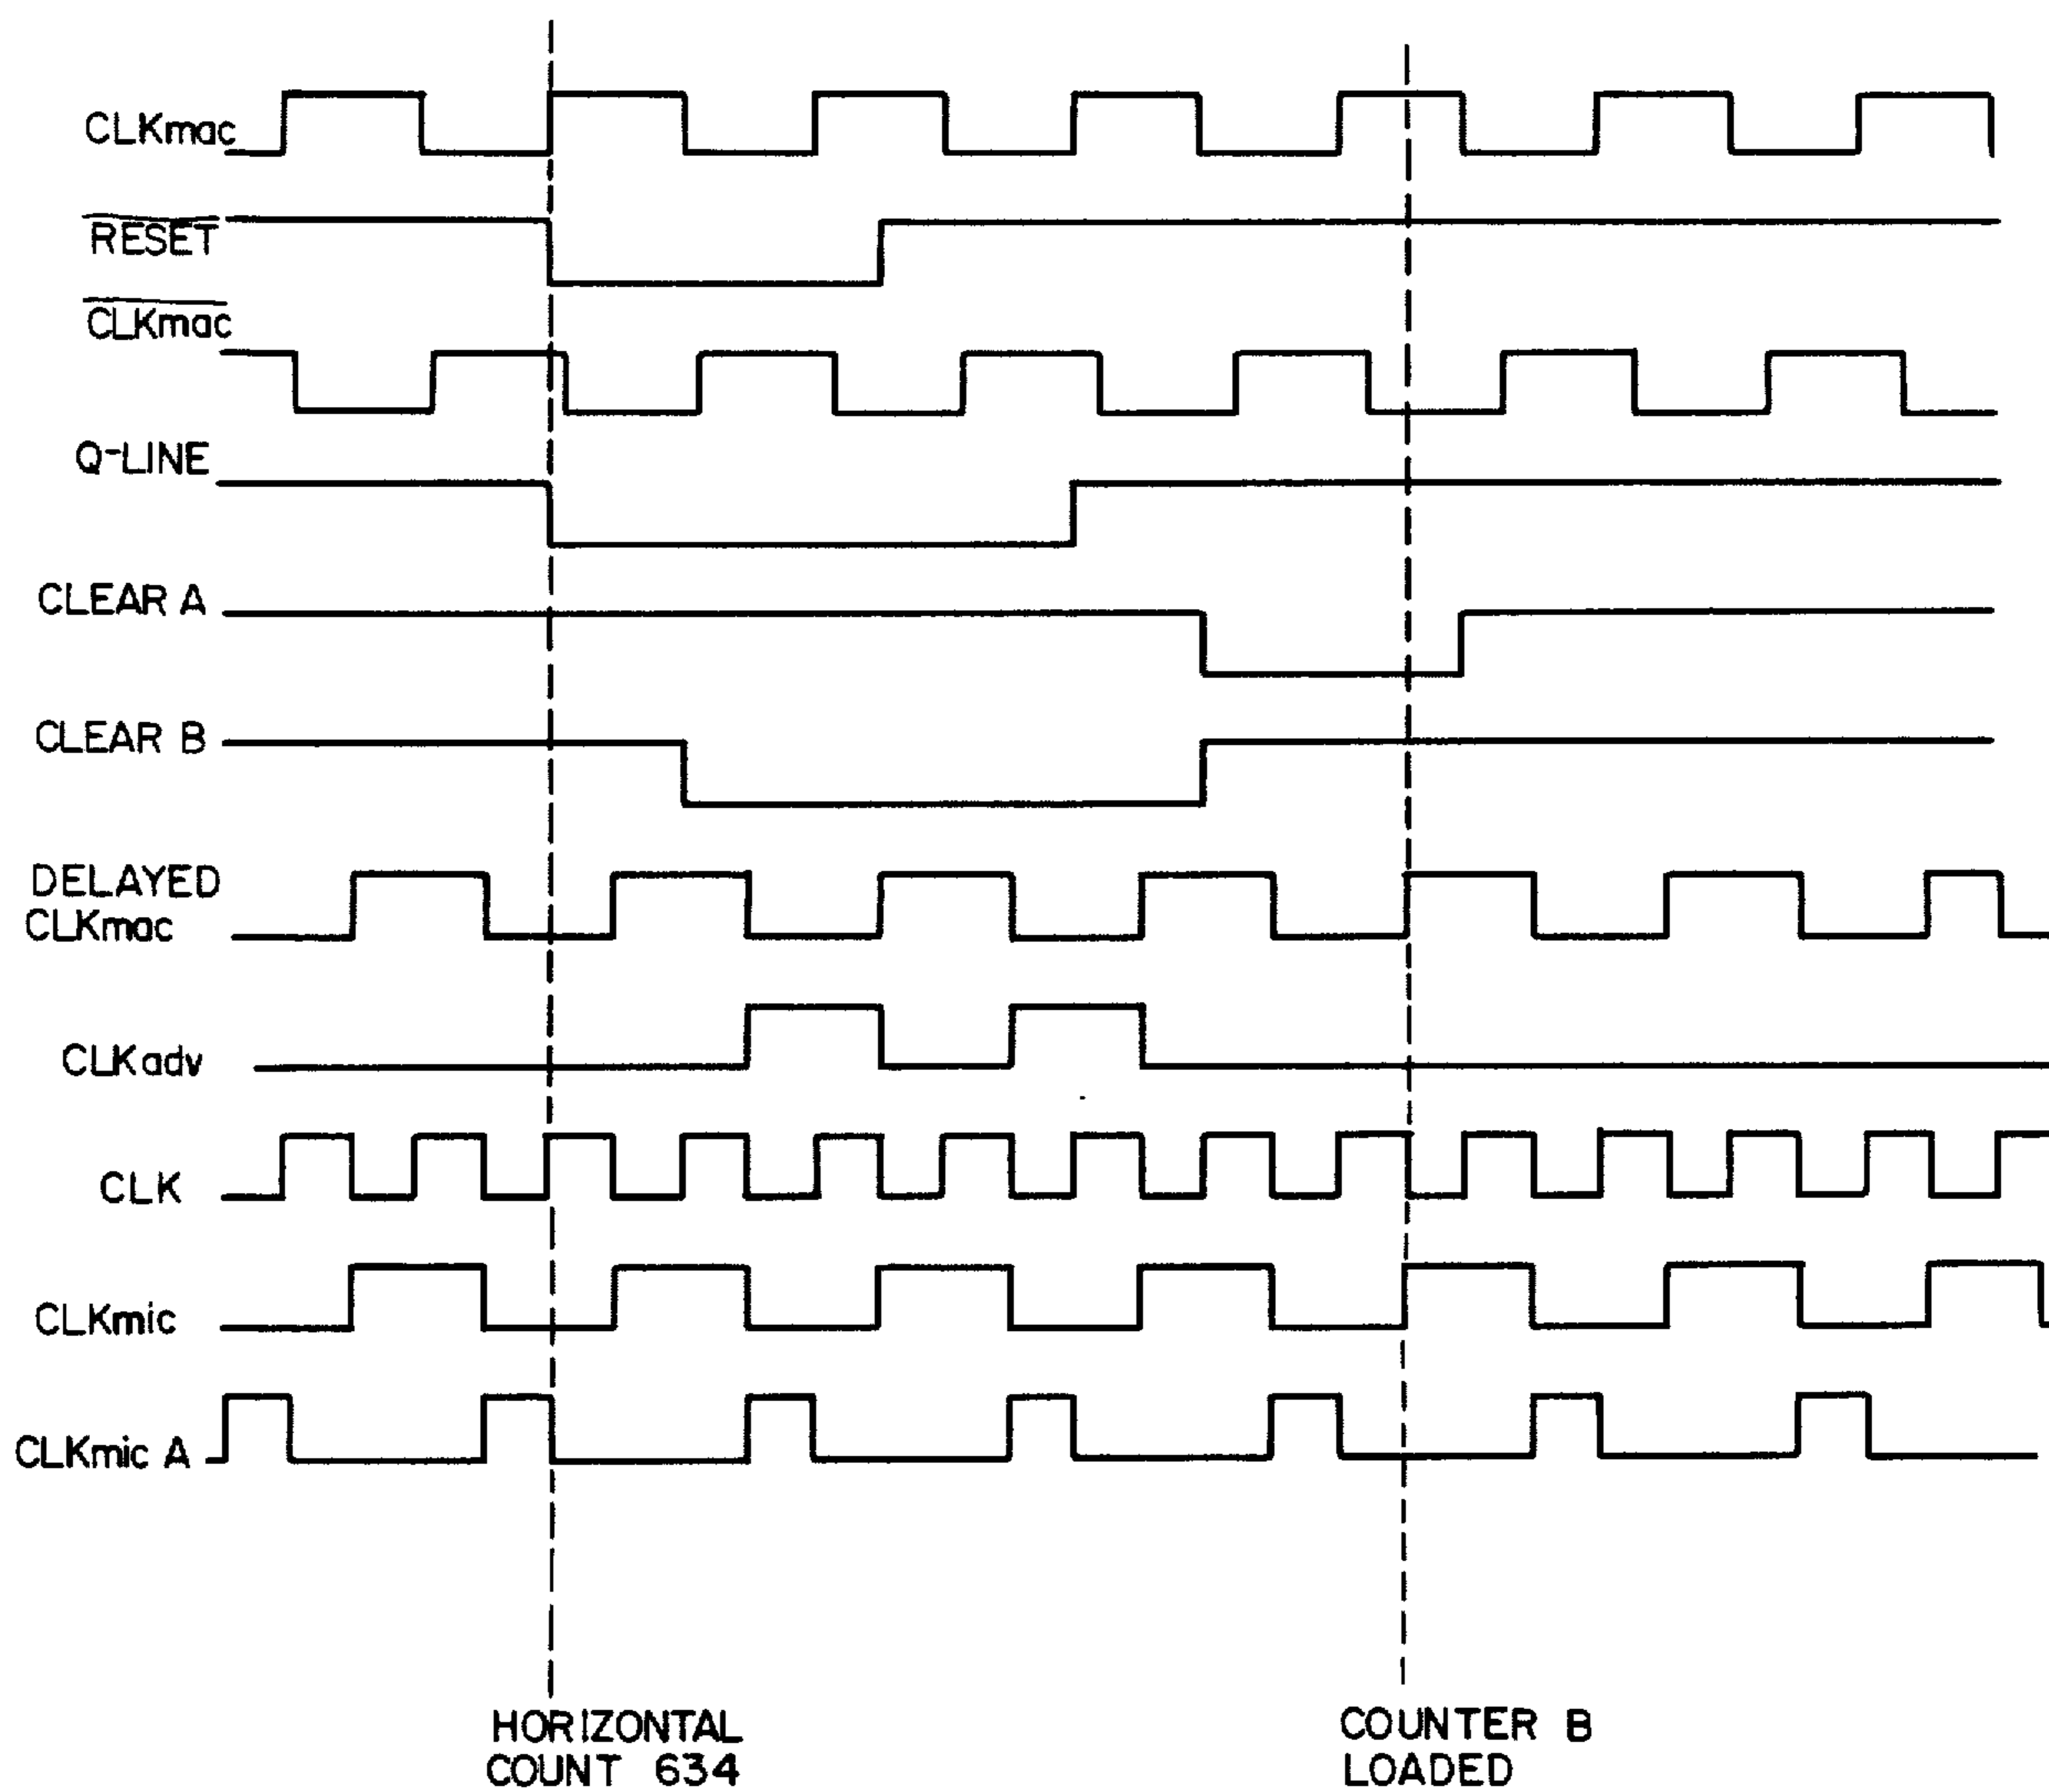 CLKmac
RESET
CLKmac
Q-LINE
CLEAR A
CLEAR B
DELAYED
CLKmac
CLKadv
CLK
CLKmic
CLKmic A
HORIZONTAL
COUNT 634
COUNTER B
LOADED